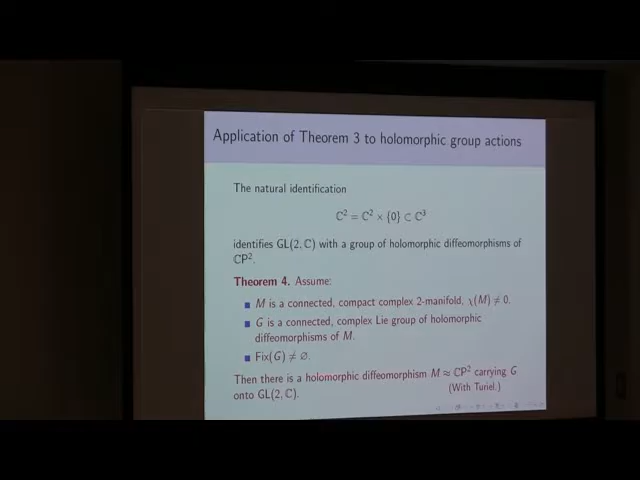 Application of Theorem 3 to holomorphic group actions
The natural identification
C² = C² × {0} ⊂ C³
identifies GL(2, C) with a group of holomorphic diffeomorphisms of
CP².
Theorem 4. Assume:
M is a connected, compact complex 2-manifold, χ(M) ≠ 0.
G is a connected, complex Lie group of holomorphic
diffeomorphisms of M.
Fix(G) ≠ ∅.
Then there is a holomorphic diffeomorphism M ≈ CP² carrying G
onto GL(2, C). (With Turiel.)